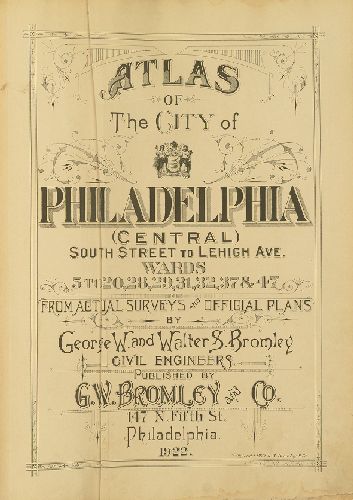 ATLAS
OF
The CITY of
PHILADELPHIA
(CENTRAL)
SOUTH STREET TO LEHIGH AVE.
WARDS
5 TO 20, 28, 29, 31, 32, 37 & 47.
FROM ACTUAL SURVEYS AND OFFICIAL PLANS
BY
George W. and Walter S. Bromley
CIVIL ENGINEERS.
PUBLISHED BY
G.W. BROMLEY AND CO.
147 N. FIFTH ST.
Philadelphia.
1922.